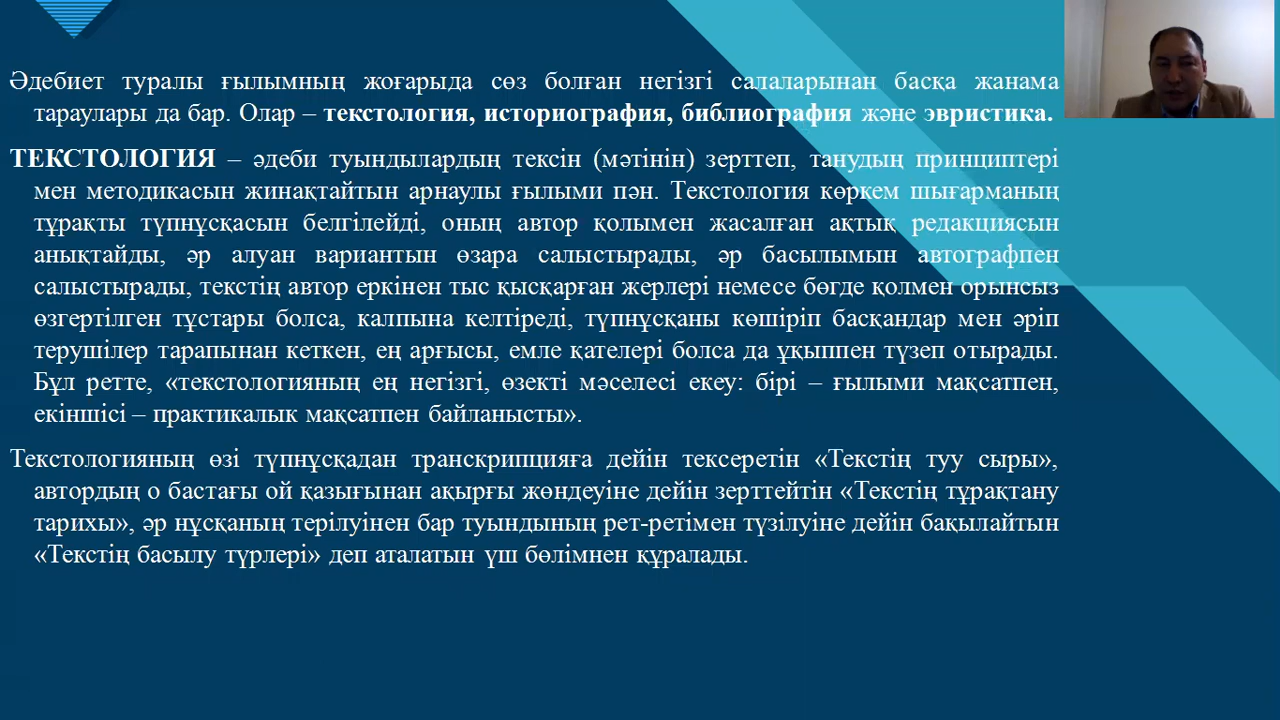 Әдебиет туралы ғылымның жоғарыда сөз болған негізгі салаларынан басқа жанама
тараулары да бар. Олар – текстология, историография, библиография және эвристика.
ТЕКСТОЛОГИЯ – әдеби туындылардың тексін (мәтінін) зерттеп, танудың принциптері
мен методикасын жинақтайтын арнаулы ғылыми пән. Текстология көркем шығарманың
тұрақты түпнұсқасын белгілейді, оның автор қолымен жасалған ақтық редакциясын
анықтайды, әр алуан вариантын өзара салыстырады, әр басылымын автографпен
салыстырады, текстің автор еркінен тыс қысқарған жерлері немесе бөгде қолмен орынсыз
өзгертілген тұстары болса, калпына келтіреді, түпнұсқаны көшіріп басқандар мен әріп
терушілер тарапынан кеткен, ең арғысы, емле қателері болса да ұқыппен түзеп отырады.
Бұл ретте, «текстологияның ең негізгі, өзекті мәселесі екеу: бірі – ғылыми мақсатпен,
екіншісі – практикалык мақсатпен байланысты».
Текстологияның өзі түпнұсқадан транскрипцияға дейін тексеретін «Текстің туу сыры»,
автордың о бастағы ой қазығынан ақырғы жөндеуіне дейін зерттейтін «Текстің тұрақтану
тарихы», әр нұсқаның терілуінен бар туындының рет-ретімен түзілуіне дейін бақылайтын
«Текстің басылу түрлері» деп аталатын үш бөлімнен құралады.